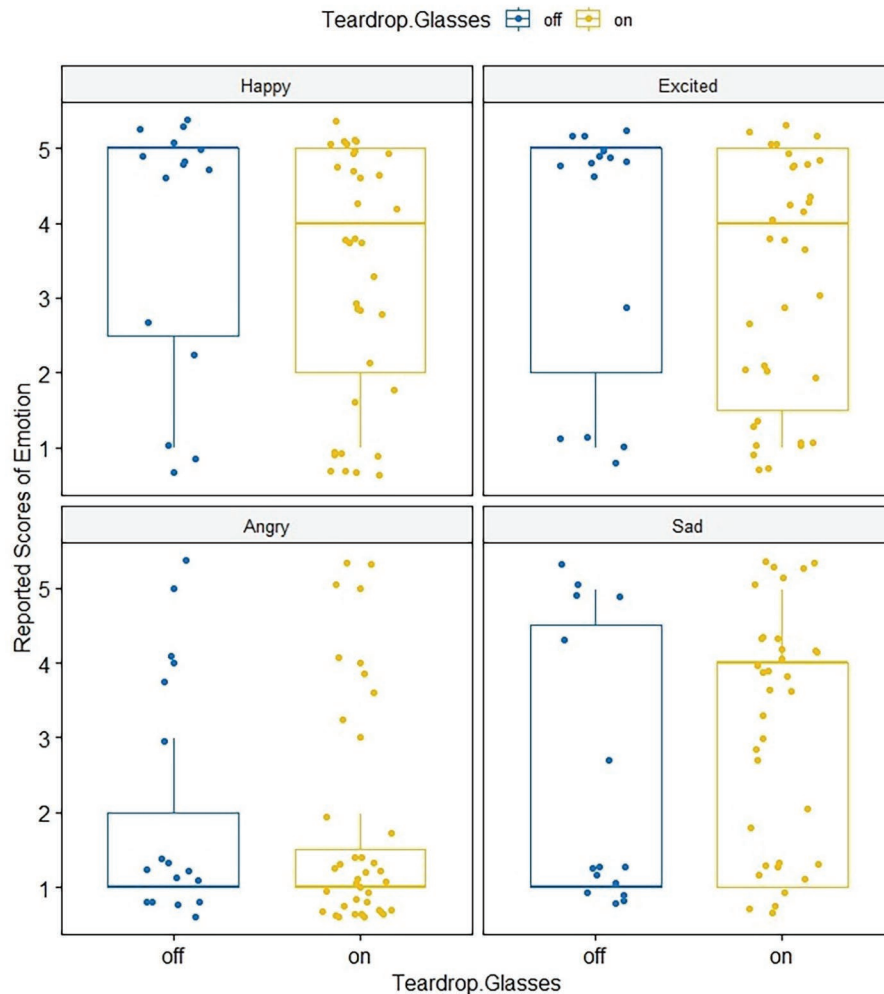 Teardrop.Glasses off on
Happy Excited
5
4
3
2
1
Angry Sad
5
4
3
2
1
Reported Scores of Emotion
off on off on
Teardrop.Glasses